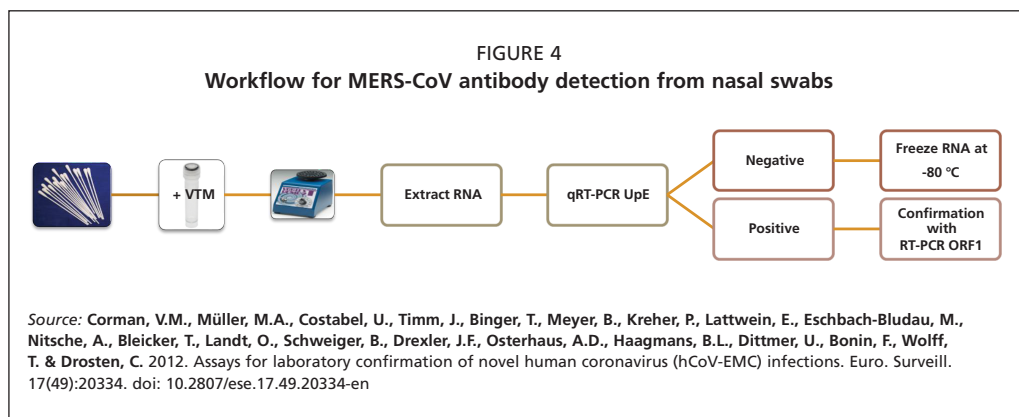 FIGURE 4
Workflow for MERS-CoV antibody detection from nasal swabs
+ VTM
Extract RNA
qRT-PCR UpE
Negative
Freeze RNA at
-80 °C
Positive
Confirmation
with
RT-PCR ORF1
Source: Corman, V.M., Müller, M.A., Costabel, U., Timm, J., Binger, T., Meyer, B., Kreher, P., Lattwein, E., Eschbach-Bludau, M.,
Nitsche, A., Bleicker, T., Landt, O., Schweiger, B., Drexler, J.F., Osterhaus, A.D., Haagmans, B.L., Dittmer, U., Bonin, F., Wolff,
T. & Drosten, C. 2012. Assays for laboratory confirmation of novel human coronavirus (hCoV-EMC) infections. Euro. Surveill.
17(49):20334. doi: 10.2807/ese.17.49.20334-en